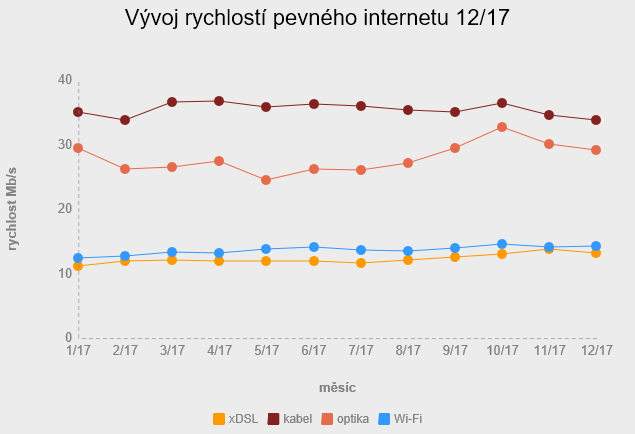 Vývoj rychlostí pevného internetu 12/17
40
30
20
10
0
rychlost Mb/s
1/17 2/17 3/17 4/17 5/17 6/17 7/17 8/17 9/17 10/17 11/17 12/17
měsíc
xDSL kabel optika Wi-Fi